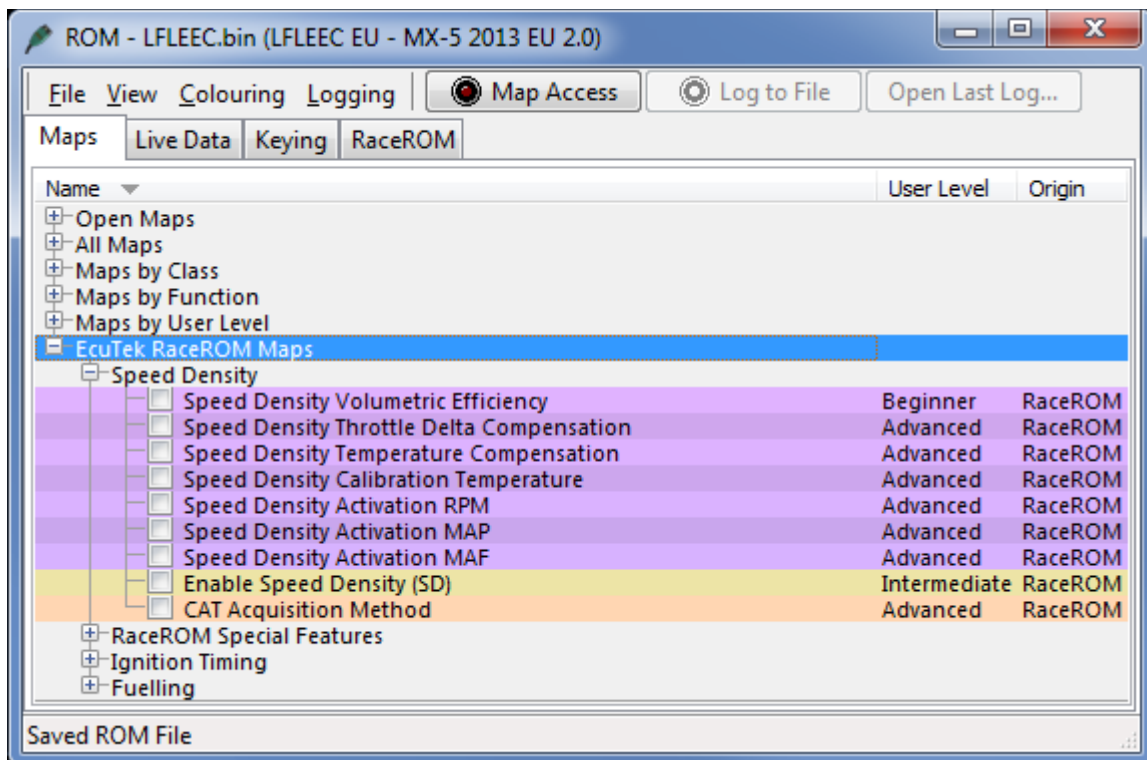 ROM - LFLEEC.bin (LFLEEC EU - MX-5 2013 EU 2.0)
File View Colouring Logging Map Access Log to File Open Last Log...
Maps Live Data Keying RaceROM
Name User Level Origin
Open Maps
All Maps
Maps by Class
Maps by Function
Maps by User Level
EcuTek RaceROM Maps
Speed Density
Speed Density Volumetric Efficiency Beginner RaceROM
Speed Density Throttle Delta Compensation Advanced RaceROM
Speed Density Temperature Compensation Advanced RaceROM
Speed Density Calibration Temperature Advanced RaceROM
Speed Density Activation RPM Advanced RaceROM
Speed Density Activation MAP Advanced RaceROM
Speed Density Activation MAF Advanced RaceROM
Enable Speed Density (SD) Intermediate RaceROM
CAT Acquisition Method Advanced RaceROM
RaceROM Special Features
Ignition Timing
Fuelling
Saved ROM File